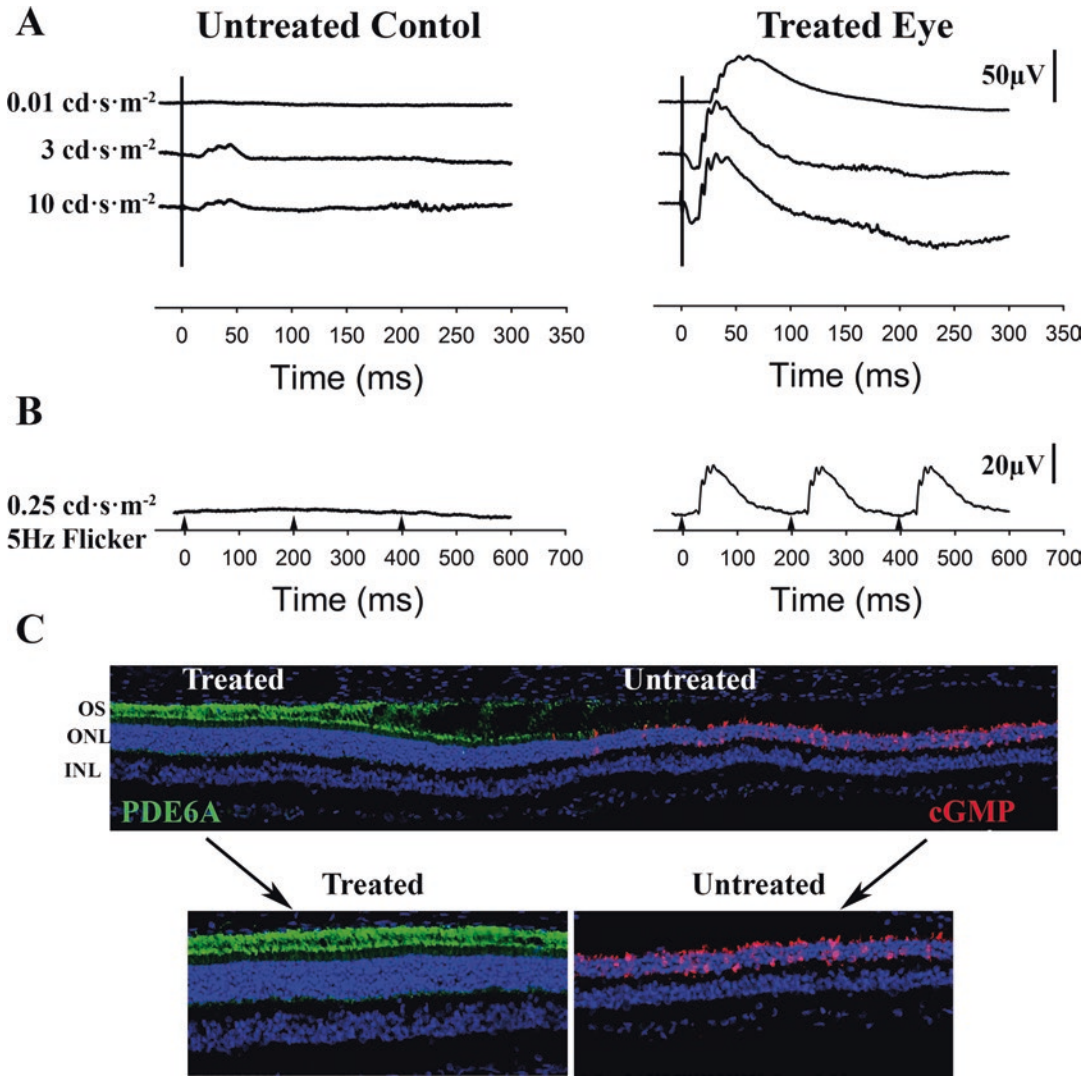 A
Untreated Contol
Treated Eye
0.01 cd·s·m⁻²
3 cd·s·m⁻²
10 cd·s·m⁻²
50µV
0 50 100 150 200 250 300 350
0 50 100 150 200 250 300 350
Time (ms)
Time (ms)
B
0.25 cd·s·m⁻²
5Hz Flicker
20µV
0 100 200 300 400 500 600 700
0 100 200 300 400 500 600 700
Time (ms)
Time (ms)
C
Treated
Untreated
OS
ONL
INL
PDE6A
cGMP
Treated
Untreated